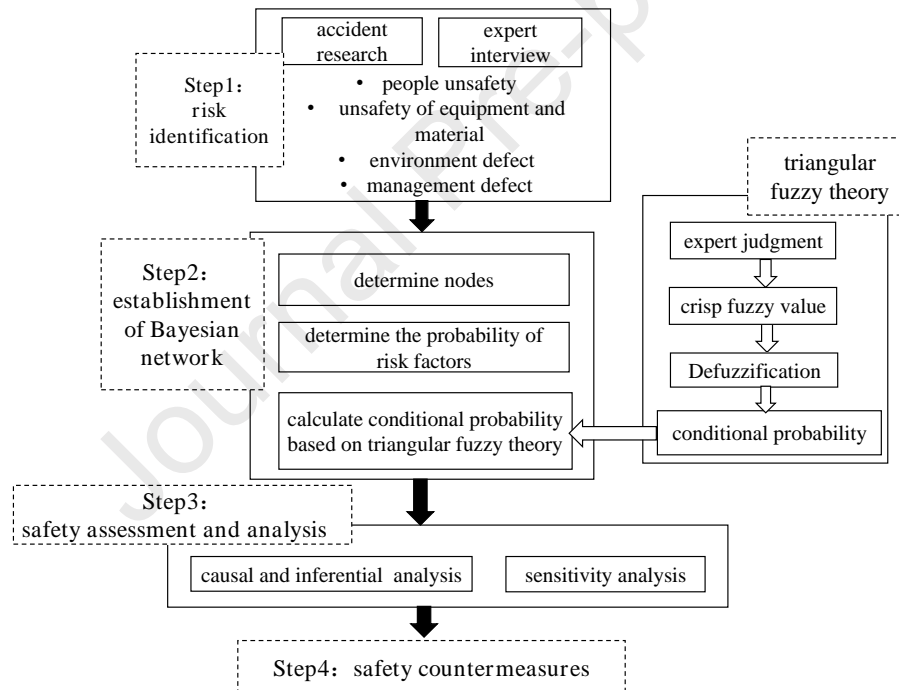 accident
research
expert
interview
Step1：
risk
identification
• people unsafety
• unsafety of equipment and
material
• environment defect
• management defect
triangular
fuzzy theory
expert judgment
crisp fuzzy value
Defuzzification
conditional probability
Step2：
establishment
of Bayesian
network
determine nodes
determine the probability of
risk factors
calculate conditional probability
based on triangular fuzzy theory
Step3：
safety assessment and analysis
causal and inferential analysis
sensitivity analysis
Step4：safety countermeasures
Journal Pre-p